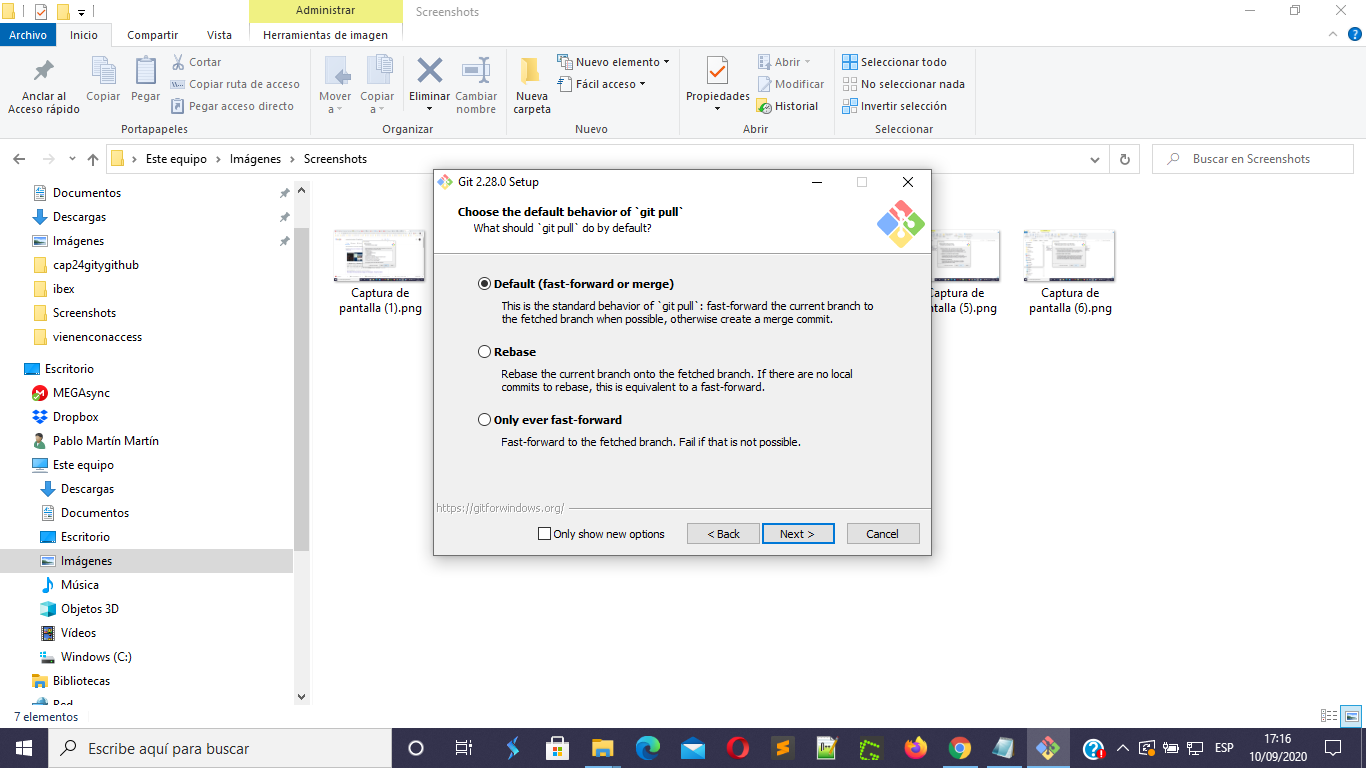 Administrar
Screenshots
Archivo
Inicio
Compartir
Vista
Herramientas de imagen
Anclar al
Acceso rápido
Copiar
Pegar
Cortar
Copiar ruta de acceso
Pegar acceso directo
Portapapeles
Mover
a
Copiar
a
Eliminar
Cambiar
nombre
Organizar
Nueva
carpeta
Nuevo elemento
Fácil acceso
Nuevo
Propiedades
Abrir
Modificar
Historial
Abrir
Seleccionar todo
No seleccionar nada
Invertir selección
Seleccionar
Este equipo
Imágenes
Screenshots
Buscar en Screenshots
Documentos
Descargas
Imágenes
cap24gitygithub
ibex
Screenshots
vienenconaccess
Escritorio
MEGAsync
Dropbox
Pablo Martín Martín
Este equipo
Descargas
Documentos
Escritorio
Imágenes
Música
Objetos 3D
Vídeos
Windows (C:)
Bibliotecas
Red
Captura de
pantalla (1).png
Captura de
ntalla (5).png
Captura de
pantalla (6).png
Git 2.28.0 Setup
Choose the default behavior of `git pull`
What should `git pull` do by default?
Default (fast-forward or merge)
This is the standard behavior of `git pull`: fast-forward the current branch to
the fetched branch when possible, otherwise create a merge commit.
Rebase
Rebase the current branch onto the fetched branch. If there are no local
commits to rebase, this is equivalent to a fast-forward.
Only ever fast-forward
Fast-forward to the fetched branch. Fail if that is not possible.
https://gitforwindows.org/
Only show new options
< Back
Next >
Cancel
7 elementos
Escribe aquí para buscar
ESP
17:16
10/09/2020